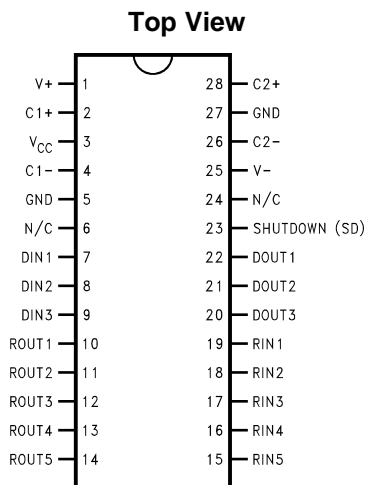 Top View
V+ 1 28 C2+
C1+ 2 27 GND
VCC 3 26 C2-
C1- 4 25 V-
GND 5 24 N/C
N/C 6 23 SHUTDOWN (SD)
DIN1 7 22 DOUT1
DIN2 8 21 DOUT2
DIN3 9 20 DOUT3
ROUT1 10 19 RIN1
ROUT2 11 18 RIN2
ROUT3 12 17 RIN3
ROUT4 13 16 RIN4
ROUT5 14 15 RIN5